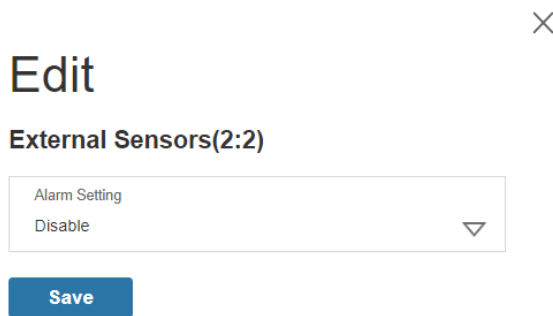 Edit
External Sensors(2:2)
Alarm Setting
Disable
Save